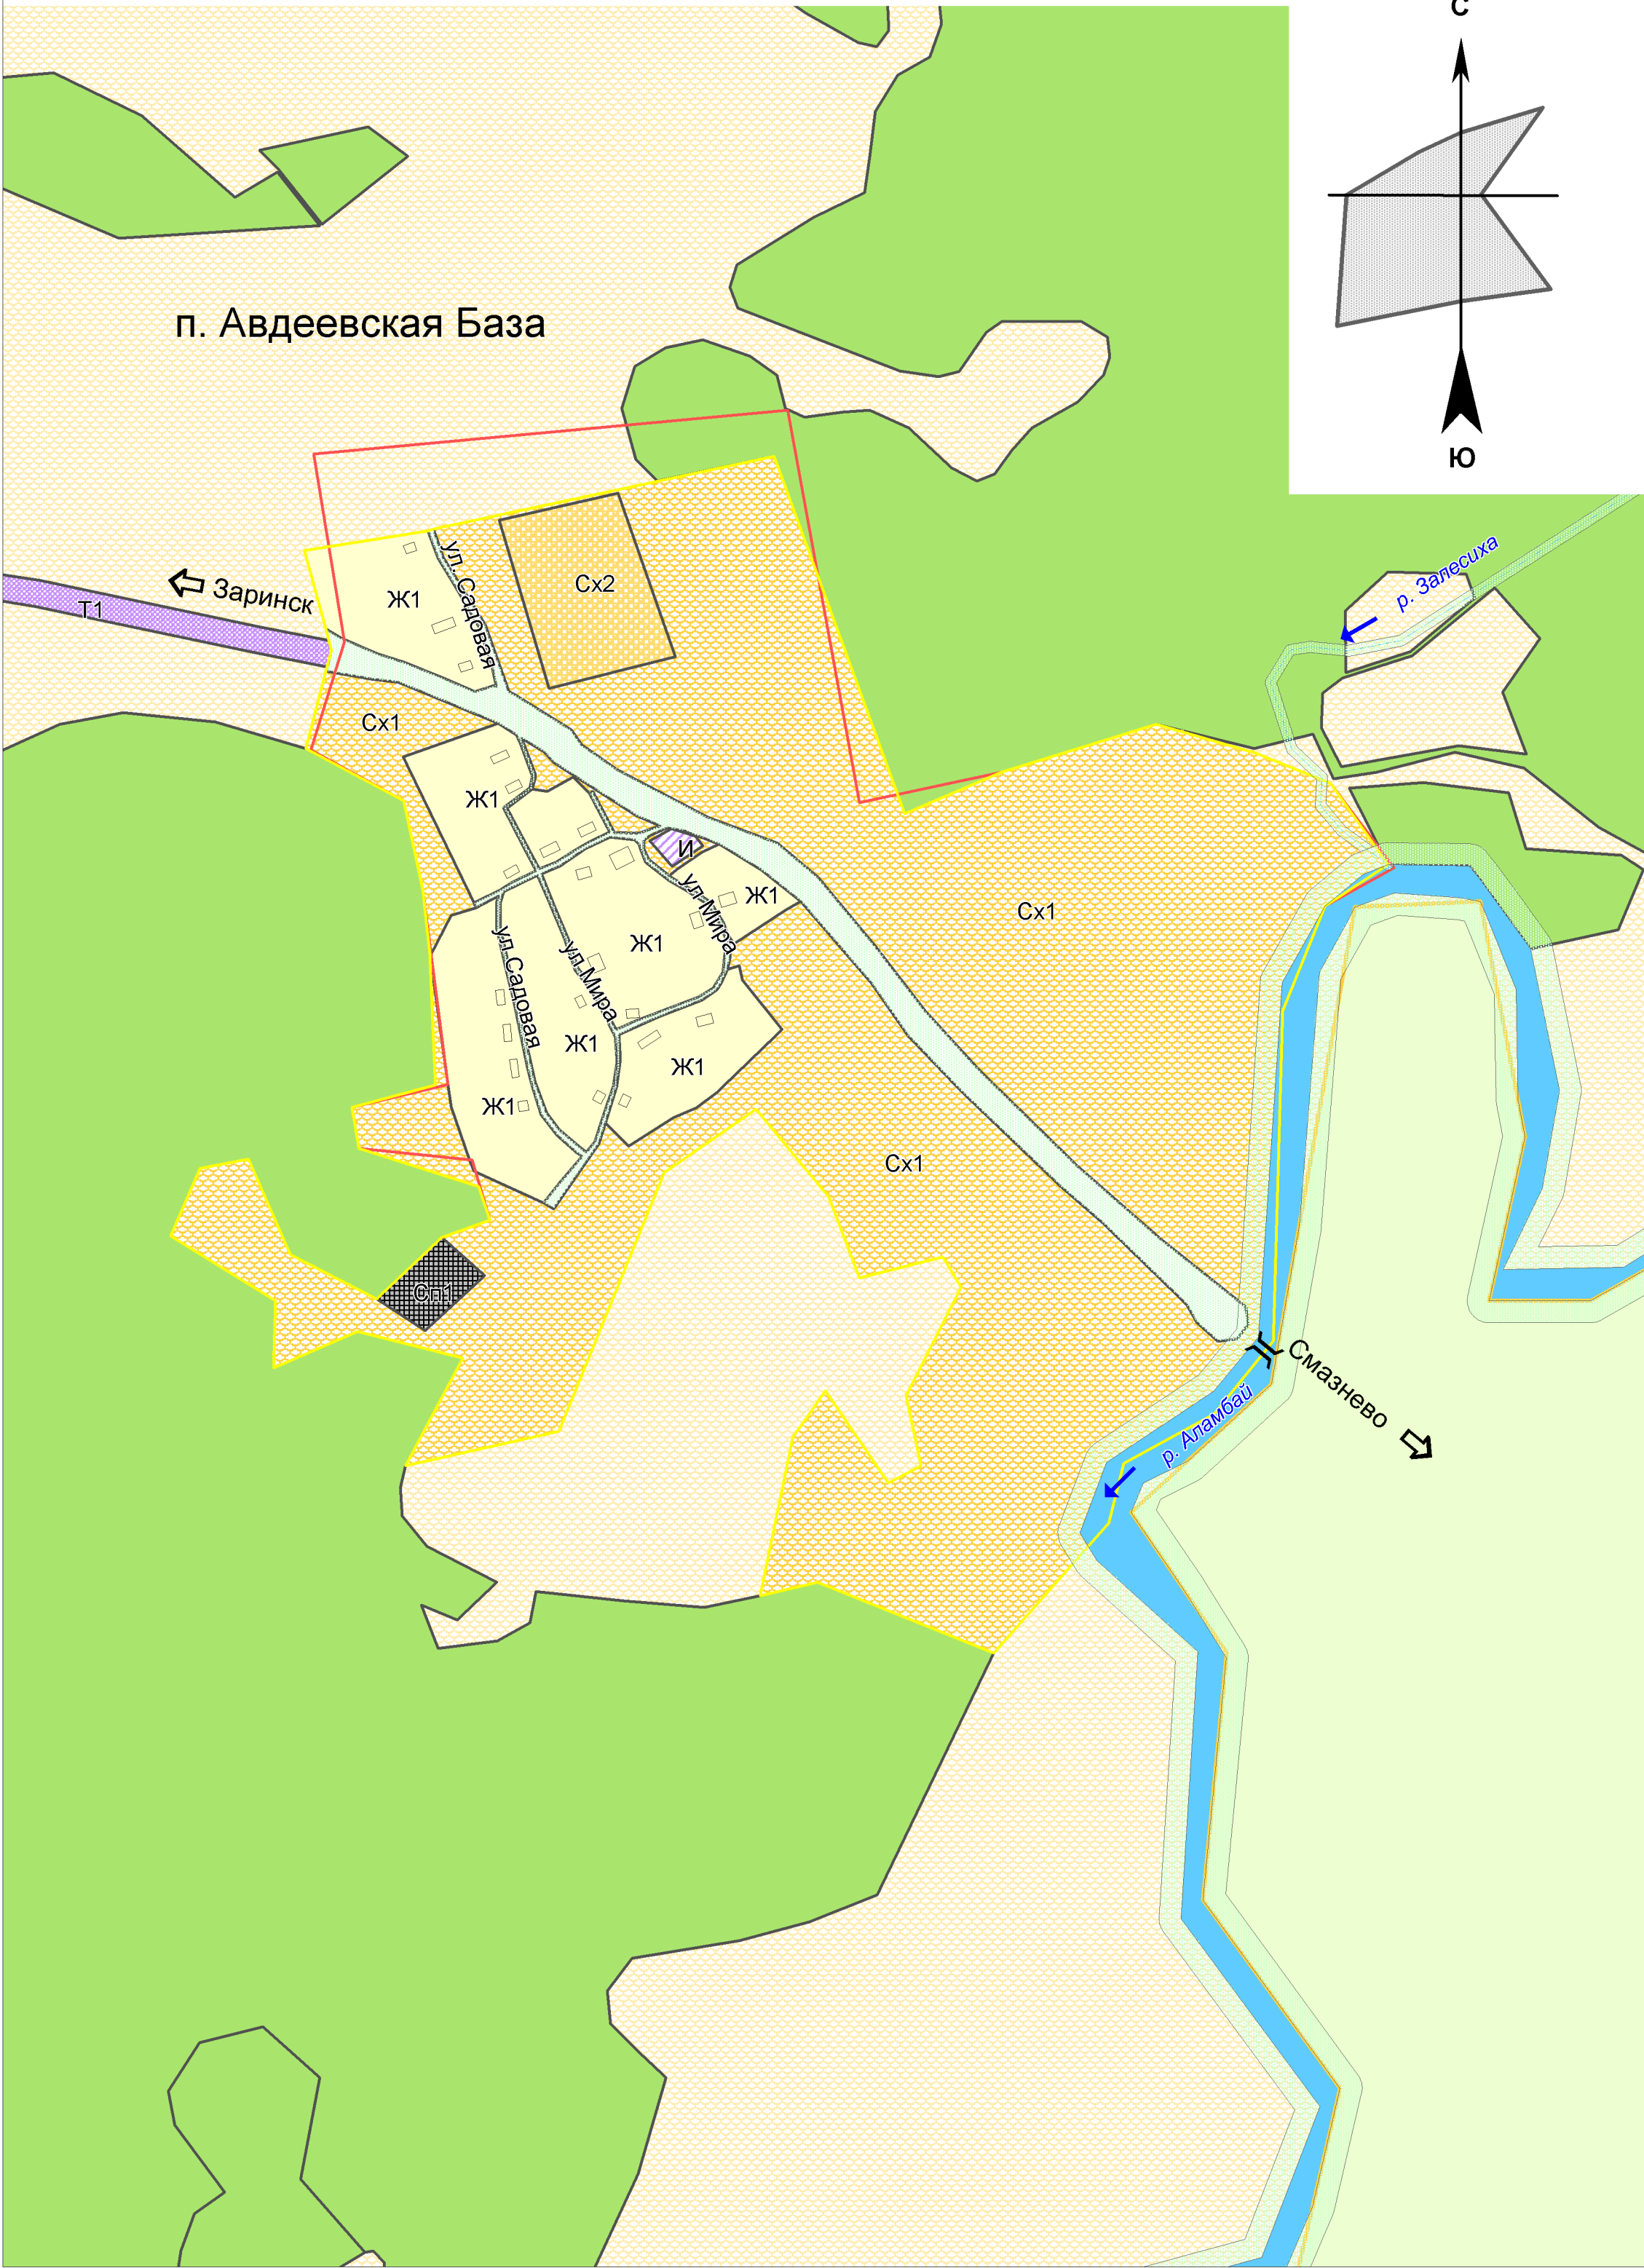 С
Ю
п. Авдеевская База
р. Залесиха
Заринск
Т1
Ж1
ул. Садовая
Сх2
Сх1
Ж1
И
Ж1
ул.Мира
Сх1
Ж1
ул.Садовая
ул.Мира
Ж1
Ж1
Ж1
Сх1
Сп1
Смазнево
р. Аламбай